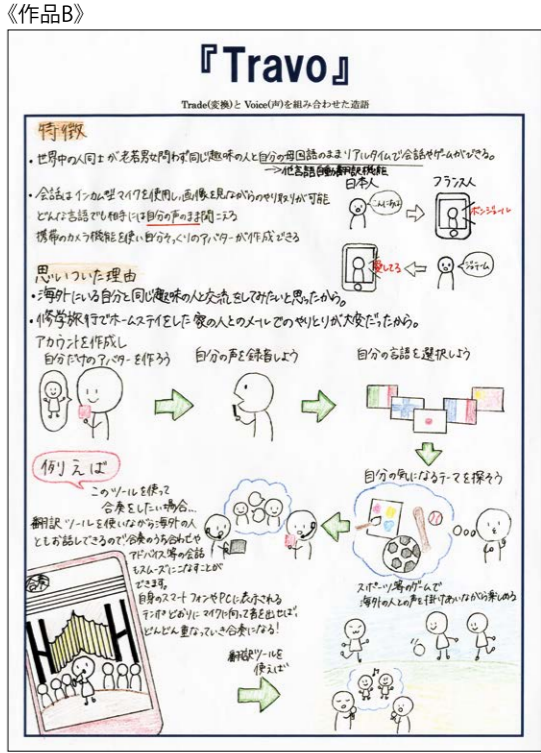 《作品B》
『Travo』
Trade(変換)と Voice(声)を組み合わせた造語
特徴
・世界中の人同士が老若男女問わず同じ趣味の人と自分の母国語のままリアルタイムで会話やゲームができる。
→他言語自動翻訳機能
・会話はインカム型マイクを使用し、画像を見ながらのやり取りが可能
どんな言語でも相手には自分の声のまま聞こえる
携帯のカメラ機能を使い自分そっくりのアバターが作成できる
日本人
フランス人
こんにちは
ボンジュール
愛してる
ジュテーム
思いついた理由
・海外にいる自分と同じ趣味の人と交流をしてみたいと思ったから。
・修学旅行でホームステイをした家の人とのメールでのやりとりが大変だったから。
アカウントを作成し
自分だけのアバターを作ろう
自分の声を録音しよう
自分の言語を選択しよう
自分の気になるテーマを探そう
例えば
このツールを使って
合奏をしたい場合...
翻訳ツールを使いながら海外の人
ともお話しできるので合奏のうち合わせや
アドバイス等の会話
もスムーズにこなすことが
できます。
自身のスマートフォンやPCに表示される
テンポどおりにマイクに向って音を出せば、
どんどん重なっていき合奏になる!
合奏
翻訳ツールを
使えば
スポーツ等のゲームで
海外の人との声を掛けあいながら楽しめる